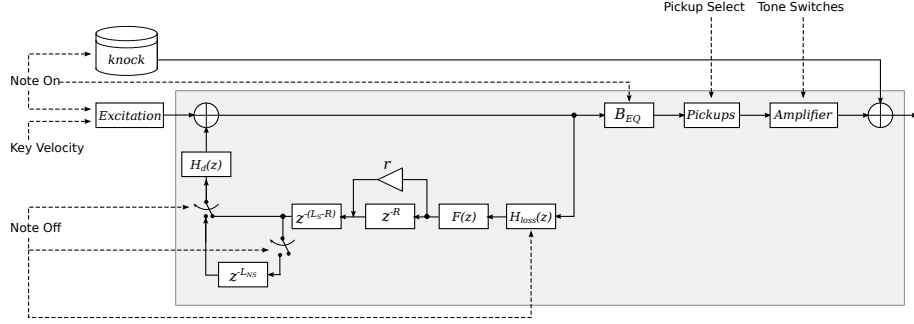 Pickup Select
Tone Switches
knock
Note On
Excitation
B_EQ
Pickups
Amplifier
Key Velocity
H_d(z)
r
z^-(L_S-R)
z^-R
F(z)
H_loss(z)
Note Off
z^-L_NS